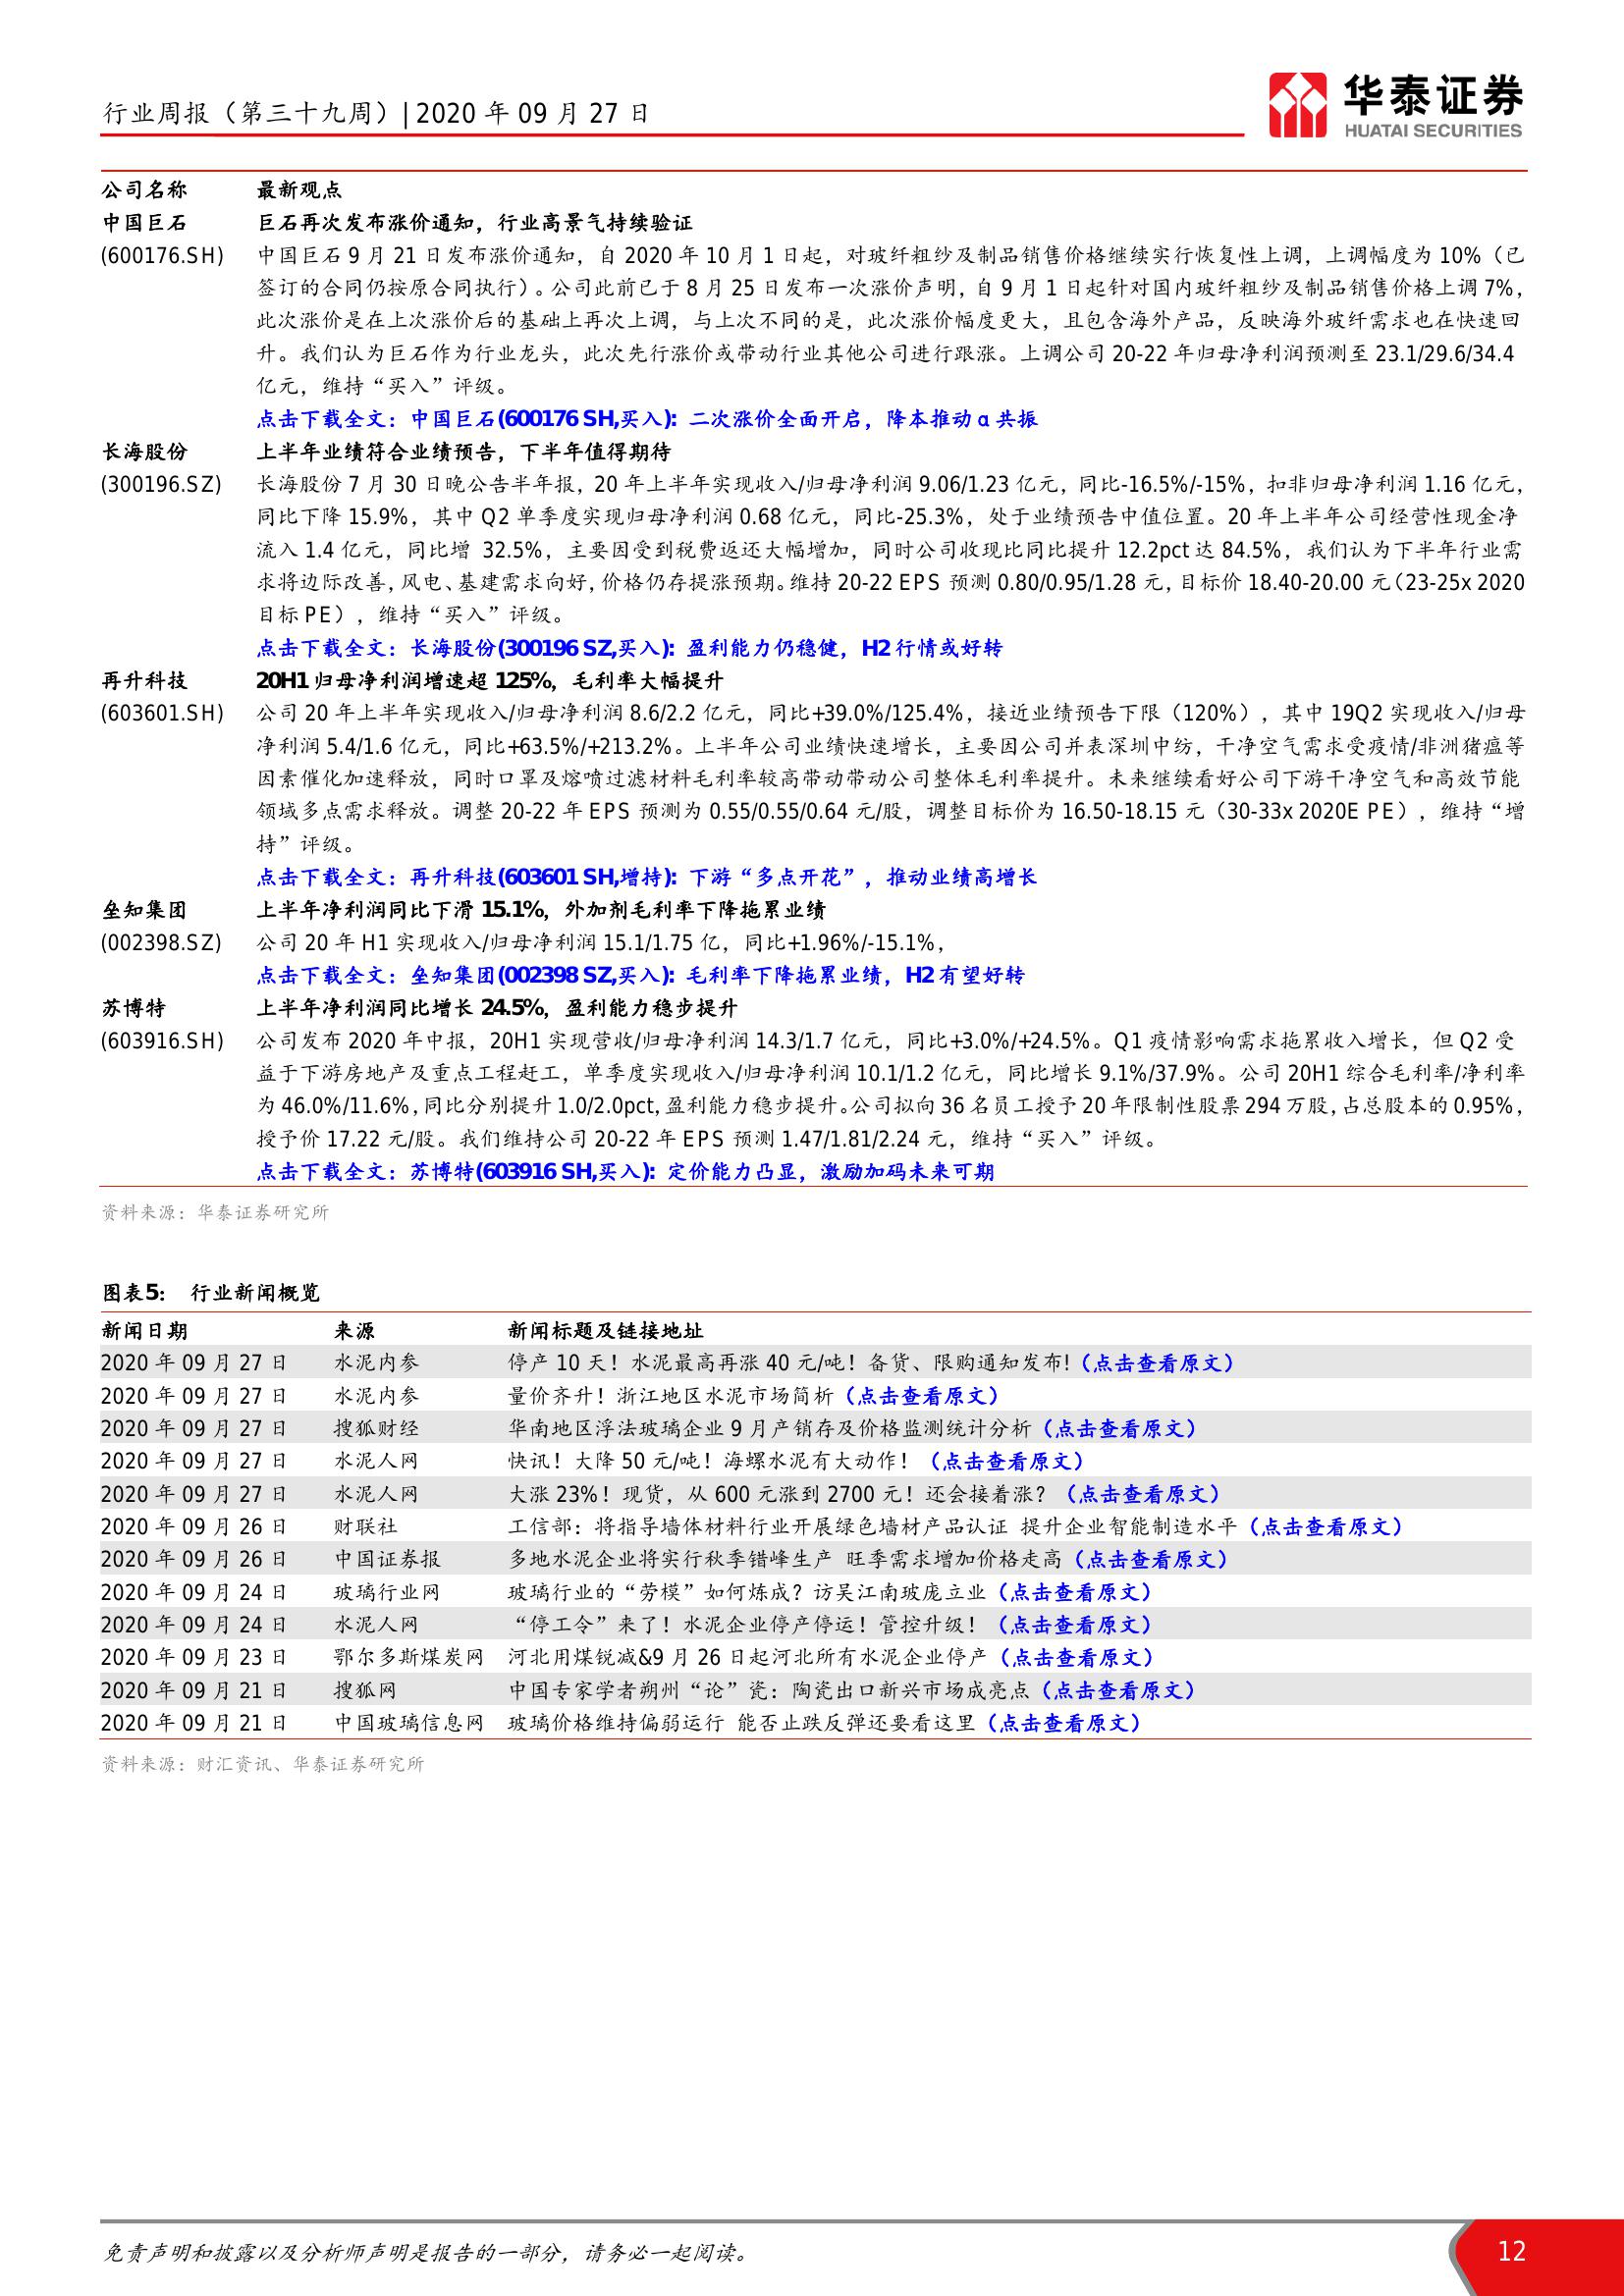 行业周报（第三十九周）| 2020 年 09 月 27 日
华泰证券
HUATAI SECURITIES
公司名称 最新观点
中国巨石 巨石再次发布涨价通知，行业高景气持续验证
(600176.SH) 中国巨石 9 月 21 日发布涨价通知，自 2020 年 10 月 1 日起，对玻纤粗纱及制品销售价格继续实行恢复性上调，上调幅度为 10%（已
签订的合同仍按原合同执行）。公司此前已于 8 月 25 日发布一次涨价声明，自 9 月 1 日起针对国内玻纤粗纱及制品销售价格上调 7%，
此次涨价是在上次涨价后的基础上再次上调，与上次不同的是，此次涨价幅度更大，且包含海外产品，反映海外玻纤需求也在快速回
升。我们认为巨石作为行业龙头，此次先行涨价或带动行业其他公司进行跟涨。上调公司 20-22 年归母净利润预测至 23.1/29.6/34.4
亿元，维持“买入”评级。
点击下载全文：中国巨石(600176 SH,买入)：二次涨价全面开启，降本推动 α 共振
长海股份 上半年业绩符合业绩预告，下半年值得期待
(300196.SZ) 长海股份 7 月 30 日晚公告半年报，20 年上半年实现收入/归母净利润 9.06/1.23 亿元，同比-16.5%/-15%，扣非归母净利润 1.16 亿元，
同比下降 15.9%，其中 Q2 单季度实现归母净利润 0.68 亿元，同比-25.3%，处于业绩预告中值位置。20 年上半年公司经营性现金净
流入 1.4 亿元，同比增 32.5%，主要因受到税费返还大幅增加，同时公司收现比同比提升 12.2pct 达 84.5%，我们认为下半年行业需
求将边际改善，风电、基建需求向好，价格仍存提涨预期。维持 20-22 EPS 预测 0.80/0.95/1.28 元，目标价 18.40-20.00 元（23-25x 2020
目标 PE），维持“买入”评级。
点击下载全文：长海股份(300196 SZ,买入)：盈利能力仍稳健，H2 行情或好转
再升科技 20H1 归母净利润增速超 125%，毛利率大幅提升
(603601.SH) 公司 20 年上半年实现收入/归母净利润 8.6/2.2 亿元，同比+39.0%/125.4%，接近业绩预告下限（120%），其中 19Q2 实现收入/归母
净利润 5.4/1.6 亿元，同比+63.5%/+213.2%。上半年公司业绩快速增长，主要因公司并表深圳中纺，干净空气需求受疫情/非洲猪瘟等
因素催化加速释放，同时口罩及熔喷过滤材料毛利率较高带动带动公司整体毛利率提升。未来继续看好公司下游干净空气和高效节能
领域多点需求释放。调整 20-22 年 EPS 预测为 0.55/0.55/0.64 元/股，调整目标价为 16.50-18.15 元（30-33x 2020E PE），维持“增
持”评级。
点击下载全文：再升科技(603601 SH,增持)：下游“多点开花”，推动业绩高增长
垒知集团 上半年净利润同比下滑 15.1%，外加剂毛利率下降拖累业绩
(002398.SZ) 公司 20 年 H1 实现收入/归母净利润 15.1/1.75 亿，同比+1.96%/-15.1%，
点击下载全文：垒知集团(002398 SZ,买入)：毛利率下降拖累业绩，H2 有望好转
苏博特 上半年净利润同比增长 24.5%，盈利能力稳步提升
(603916.SH) 公司发布 2020 年中报，20H1 实现营收/归母净利润 14.3/1.7 亿元，同比+3.0%/+24.5%。Q1 疫情影响需求拖累收入增长，但 Q2 受
益于下游房地产及重点工程赶工，单季度实现收入/归母净利润 10.1/1.2 亿元，同比增长 9.1%/37.9%。公司 20H1 综合毛利率/净利率
为 46.0%/11.6%，同比分别提升 1.0/2.0pct，盈利能力稳步提升。公司拟向 36 名员工授予 20 年限制性股票 294 万股，占总股本的 0.95%，
授予价 17.22 元/股。我们维持公司 20-22 年 EPS 预测 1.47/1.81/2.24 元，维持“买入”评级。
点击下载全文：苏博特(603916 SH,买入)：定价能力凸显，激励加码未来可期
资料来源：华泰证券研究所
图表5： 行业新闻概览
新闻日期 来源 新闻标题及链接地址
2020 年 09 月 27 日 水泥内参 停产 10 天！水泥最高再涨 40 元/吨！备货、限购通知发布!（点击查看原文）
2020 年 09 月 27 日 水泥内参 量价齐升！浙江地区水泥市场简析（点击查看原文）
2020 年 09 月 27 日 搜狐财经 华南地区浮法玻璃企业 9 月产销存及价格监测统计分析（点击查看原文）
2020 年 09 月 27 日 水泥人网 快讯！大降 50 元/吨！海螺水泥有大动作！（点击查看原文）
2020 年 09 月 27 日 水泥人网 大涨 23%！现货，从 600 元涨到 2700 元！还会接着涨？（点击查看原文）
2020 年 09 月 26 日 财联社 工信部：将指导墙体材料行业开展绿色墙材产品认证 提升企业智能制造水平（点击查看原文）
2020 年 09 月 26 日 中国证券报 多地水泥企业将实行秋季错峰生产 旺季需求增加价格走高（点击查看原文）
2020 年 09 月 24 日 玻璃行业网 玻璃行业的“劳模”如何炼成？访吴江南玻庞立业（点击查看原文）
2020 年 09 月 24 日 水泥人网 “停工令”来了！水泥企业停产停运！管控升级！（点击查看原文）
2020 年 09 月 23 日 鄂尔多斯煤炭网 河北用煤锐减&9 月 26 日起河北所有水泥企业停产（点击查看原文）
2020 年 09 月 21 日 搜狐网 中国专家学者朔州“论”瓷：陶瓷出口新兴市场成亮点（点击查看原文）
2020 年 09 月 21 日 中国玻璃信息网 玻璃价格维持偏弱运行 能否止跌反弹还要看这里（点击查看原文）
资料来源：财汇资讯、华泰证券研究所
免责声明和披露以及分析师声明是报告的一部分，请务必一起阅读。
12